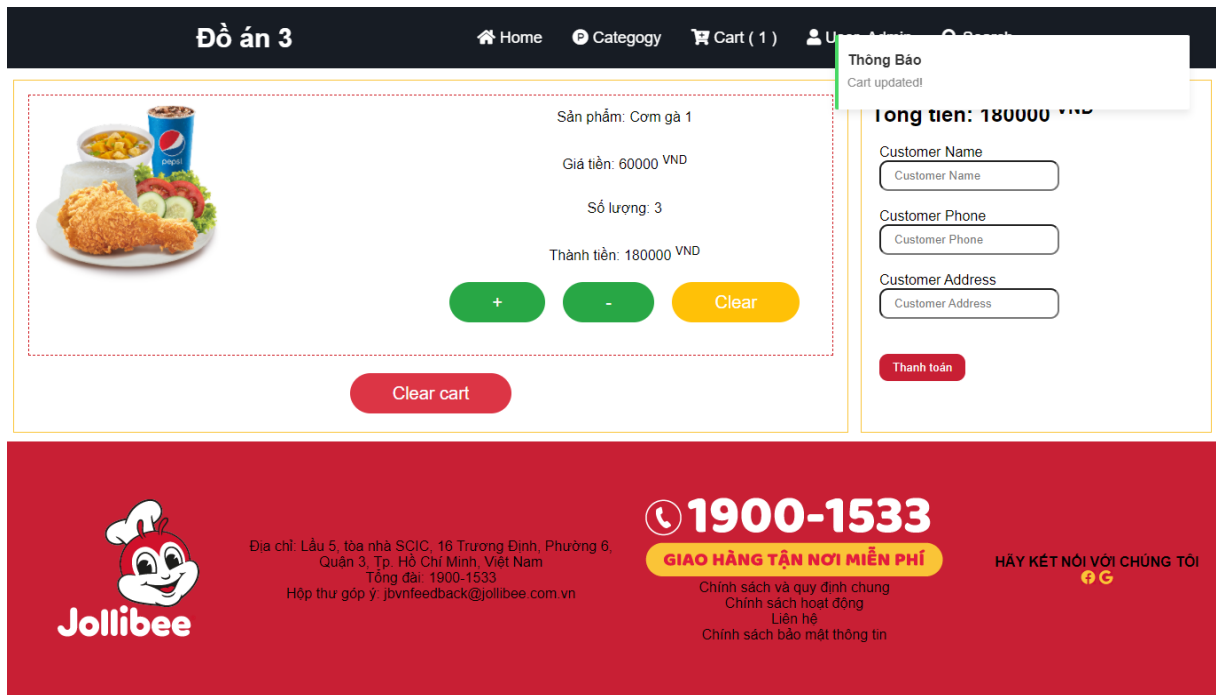 Đồ án 3
Home
Categogy
Cart ( 1 )
Thông Báo
Cart updated!
Sản phẩm: Cơm gà 1
Giá tiền: 60000 VND
Số lượng: 3
Thành tiền: 180000 VND
+
-
Clear
Clear cart
pepsi
Tổng tiền: 180000 VND
Customer Name
Customer Name
Customer Phone
Customer Phone
Customer Address
Customer Address
Thanh toán
Jollibee
Địa chỉ: Lầu 5, tòa nhà SCIC, 16 Trương Định, Phường 6,
Quận 3, Tp. Hồ Chí Minh, Việt Nam
Tổng đài: 1900-1533
Hộp thư góp ý: jbvnfeedback@jollibee.com.vn
1900-1533
GIAO HÀNG TẬN NƠI MIỄN PHÍ
Chính sách và quy định chung
Chính sách hoạt động
Liên hệ
Chính sách bảo mật thông tin
HÃY KẾT NỐI VỚI CHÚNG TÔI